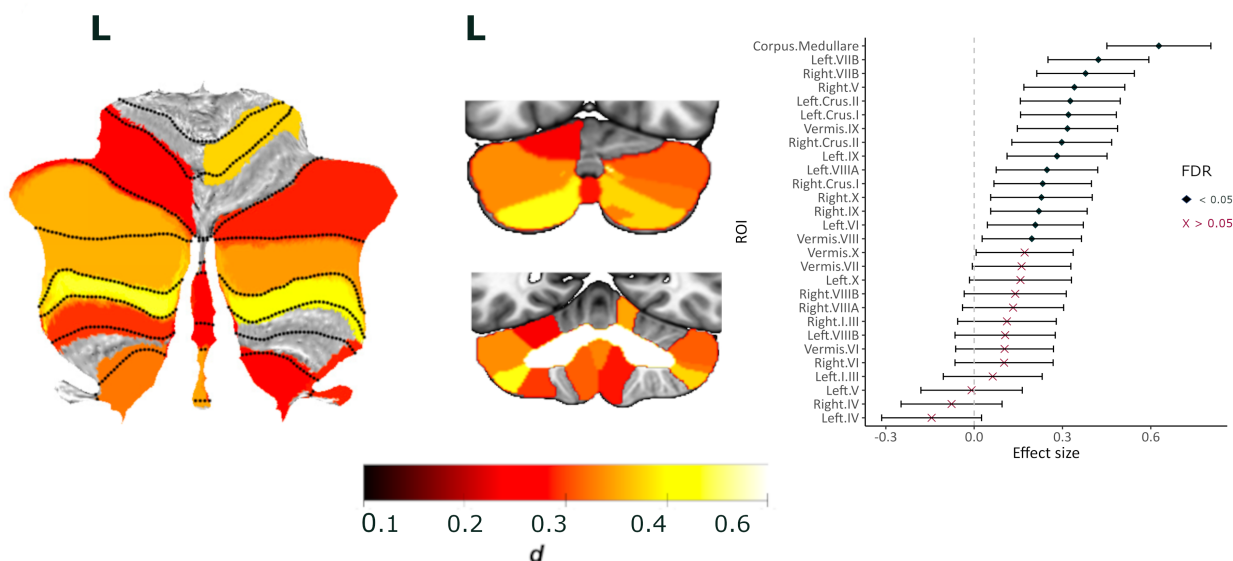 L
L
0.1 0.2 0.3 0.4 0.6
d
ROI
Corpus.Medullare
Left.VIIB
Right.VIIB
Right.V
Left.Crus.II
Left.Crus.I
Vermis.IX
Right.Crus.II
Left.IX
Left.VIIIA
Right.Crus.I
Right.X
Right.IX
Left.VI
Vermis.VIII
Vermis.X
Vermis.VII
Left.X
Right.VIIIB
Right.VIIIA
Right.I.III
Left.VIIIB
Vermis.VI
Right.VI
Left.I.III
Left.V
Right.IV
Left.IV
-0.3 0.0 0.3 0.6
Effect size
FDR
< 0.05
> 0.05